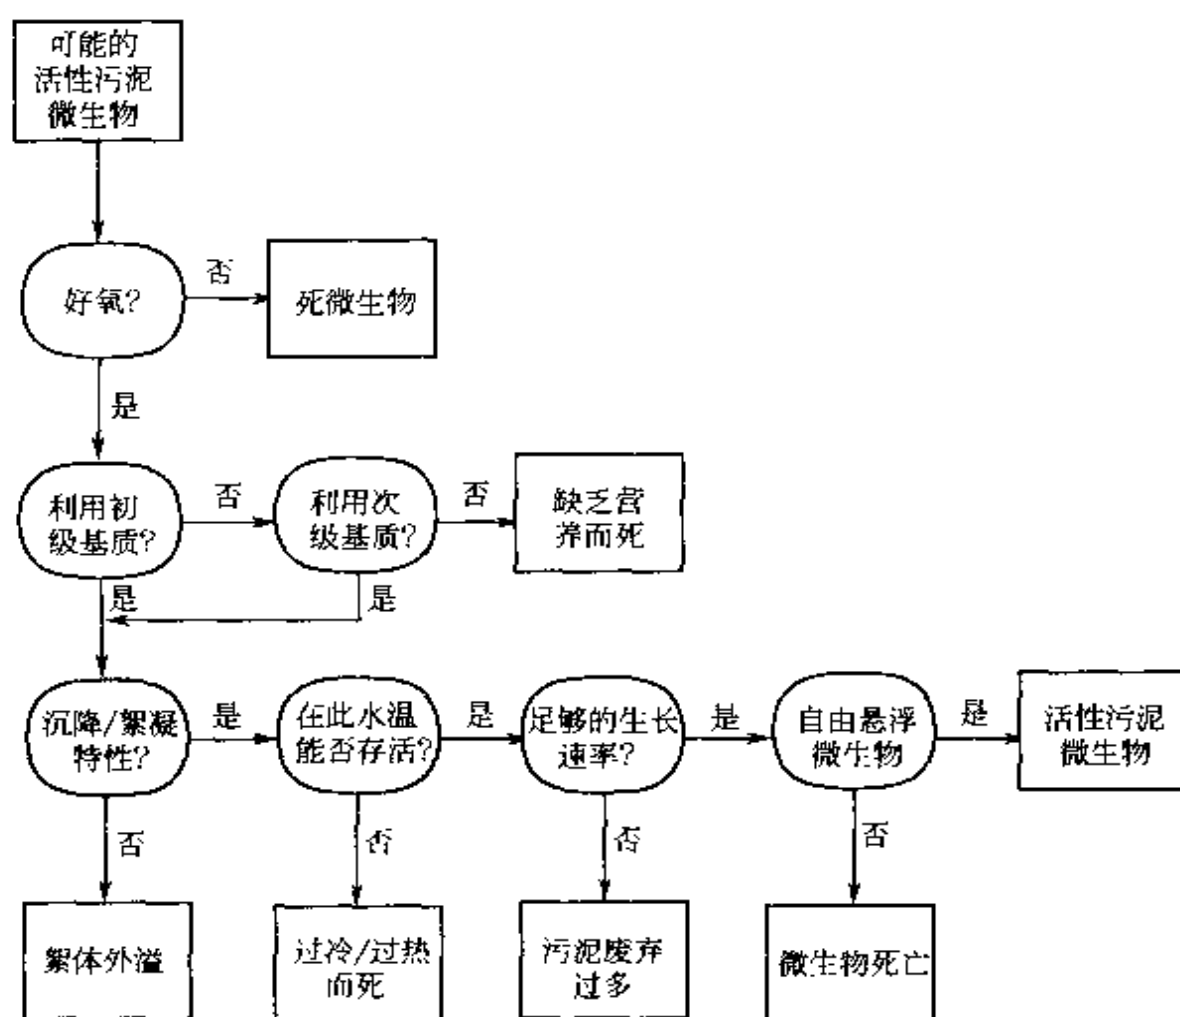 可能的
活性污泥
微生物
好氧?
否
死微生物
是
利用初
级基质?
否
利用次
级基质?
否
缺乏营
养而死
是
是
沉降/絮凝
特性?
是
在此水温
能否存活?
是
足够的生长
速率?
是
自由悬浮
微生物
是
活性污泥
微生物
否
否
否
否
絮体外溢
过冷/过热
而死
污泥废弃
过多
微生物死亡